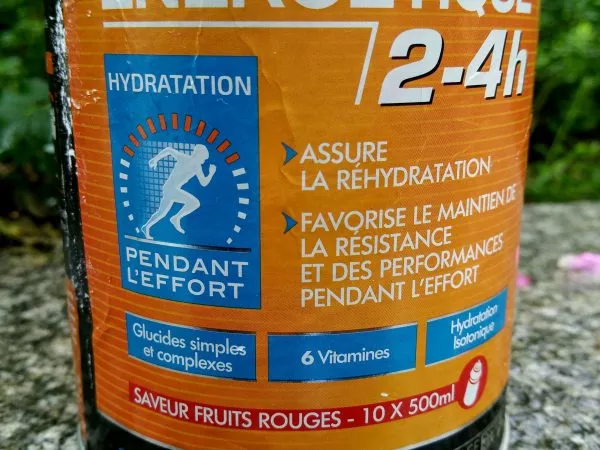 ÉNERGÉTIQUE
2-4h
HYDRATATION
PENDANT
L'EFFORT
ASSURE
LA RÉHYDRATATION
FAVORISE LE MAINTIEN DE
LA RÉSISTANCE
ET DES PERFORMANCES
PENDANT L'EFFORT
Glucides simples
et complexes
6 Vitamines
Hydratation
Isotonique
SAVEUR FRUITS ROUGES - 10 X 500ml